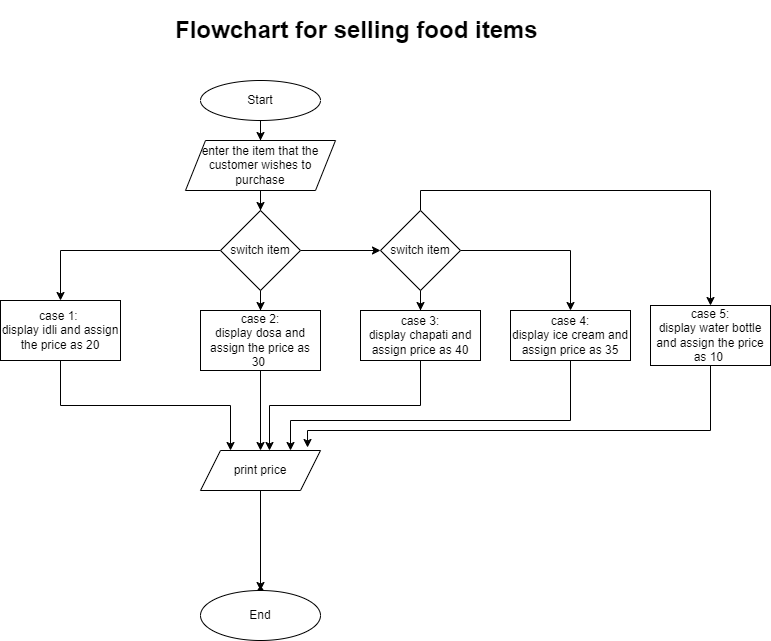 Flowchart for selling food items
Start
enter the item that the
customer wishes to
purchase
switch item
switch item
case 1:
display idli and assign
the price as 20
case 2:
display dosa and
assign the price as
30
case 3:
display chapati and
assign price as 40
case 4:
display ice cream and
assign price as 35
case 5:
display water bottle
and assign the price
as 10
print price
End